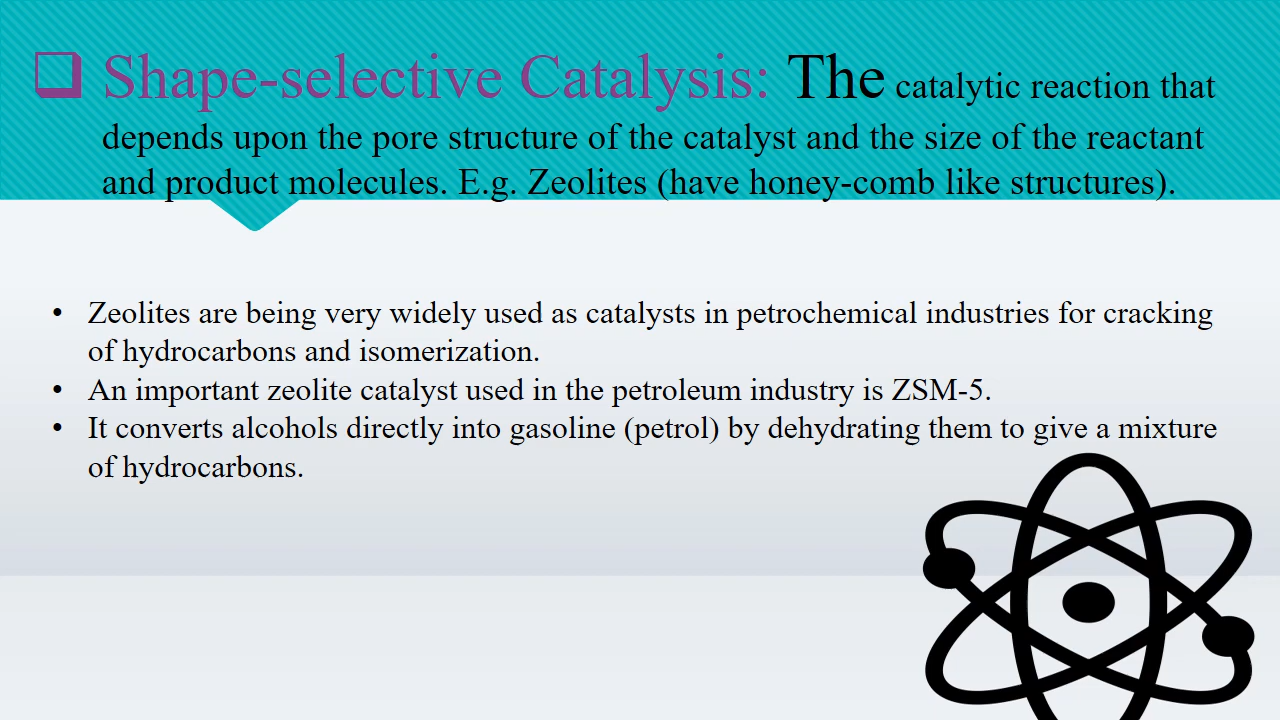 ❑ Shape-selective Catalysis: The catalytic reaction that
depends upon the pore structure of the catalyst and the size of the reactant
and product molecules. E.g. Zeolites (have honey-comb like structures).
• Zeolites are being very widely used as catalysts in petrochemical industries for cracking
of hydrocarbons and isomerization.
• An important zeolite catalyst used in the petroleum industry is ZSM-5.
• It converts alcohols directly into gasoline (petrol) by dehydrating them to give a mixture
of hydrocarbons.